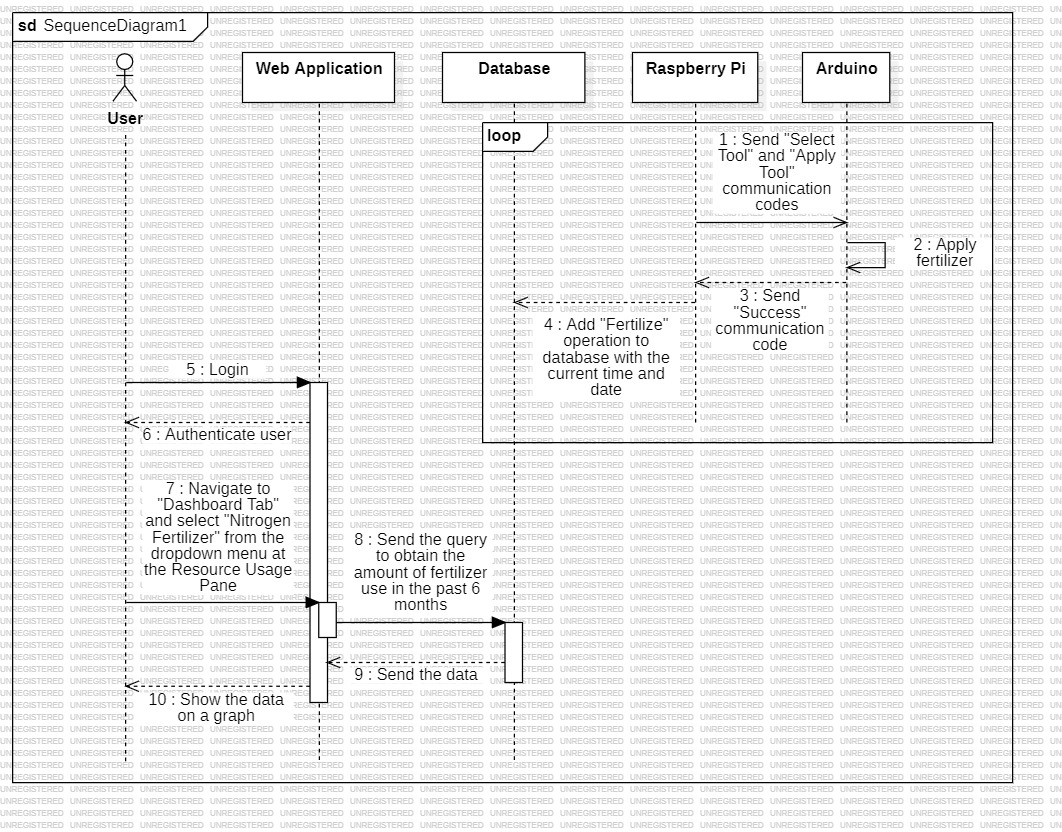 sd SequenceDiagram1
User
Web Application
Database
Raspberry Pi
Arduino
loop
1 : Send "Select
Tool" and "Apply
Tool"
communication
codes
2 : Apply
fertilizer
3 : Send
"Success"
communication
code
4 : Add "Fertilize"
operation to
database with the
current time and
date
5 : Login
6 : Authenticate user
7 : Navigate to
"Dashboard Tab"
and select "Nitrogen
Fertilizer" from the
dropdown menu at
the Resource Usage
Pane
8 : Send the query
to obtain the
amount of fertilizer
use in the past 6
months
9 : Send the data
10 : Show the data
on a graph
UNREGISTERED